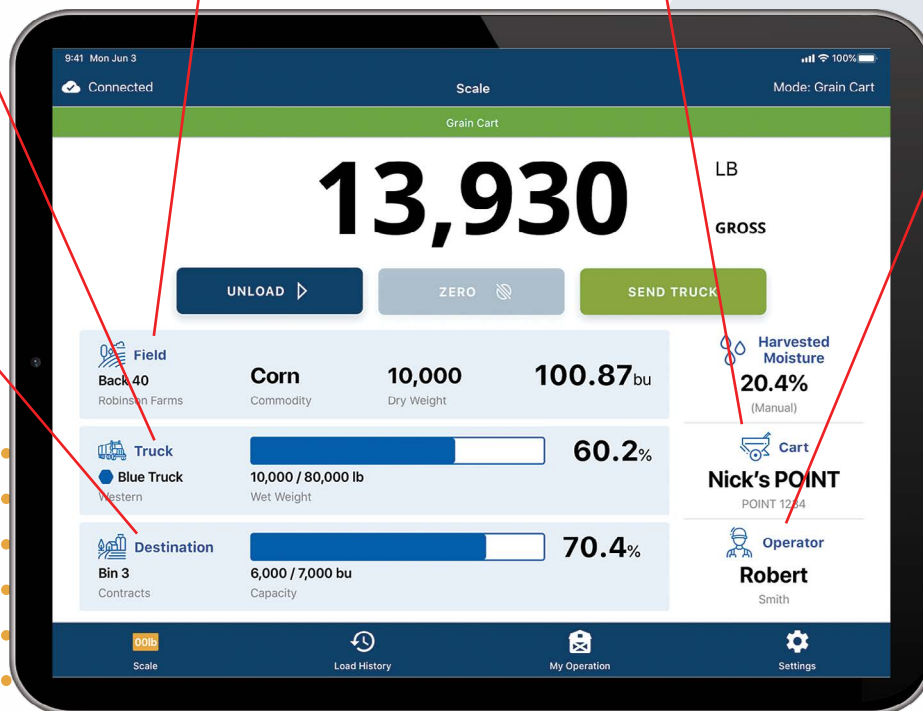 9:41 Mon Jun 3
100%
Connected
Scale
Mode: Grain Cart
Grain Cart
13,930
LB
GROSS
UNLOAD
ZERO
SEND TRUCK
Field
Back 40
Robinson Farms
Corn
Commodity
10,000
Dry Weight
100.87bu
Harvested
Moisture
20.4%
(Manual)
Truck
Blue Truck
Western
10,000 / 80,000 lb
Wet Weight
60.2%
Cart
Nick's POINT
POINT 1234
Destination
Bin 3
Contracts
6,000 / 7,000 bu
Capacity
70.4%
Operator
Robert
Smith
00lb
Scale
Load History
My Operation
Settings